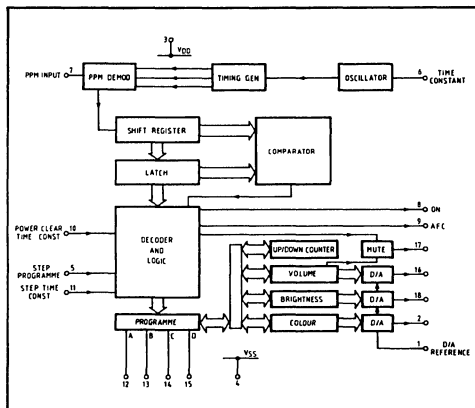 3
VDD
PPM INPUT 7
PPM DEMOD
TIMING GEN
OSCILLATOR
6 TIME
CONSTANT
SHIFT REGISTER
COMPARATOR
LATCH
8 ON
9 AFC
POWER CLEAR 10
TIME CONST
DECODER
AND
LOGIC
UP/DOWN COUNTER
MUTE
17
STEP 5
PROGRAMME
STEP TIME 11
CONST
VOLUME
D/A
16
BRIGHTNESS
D/A
18
PROGRAMME
COLOUR
D/A
2
A B C D
VSS
1
D/A
REFERENCE
12 13 14 15
4